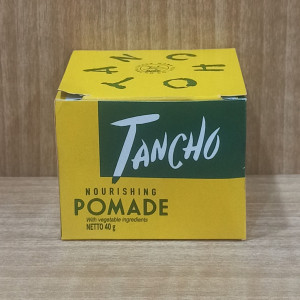 TANCHO
TANCHO
NOURISHING
POMADE
With vegetable ingredients
NETTO 40 g